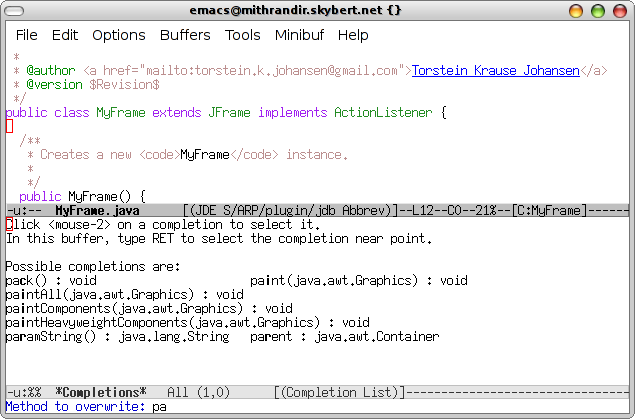 emacs@mithrandir.skybert.net {}
File Edit Options Buffers Tools Minibuf Help
 *
 * @author <a href="mailto:torstein.k.johansen@gmail.com">Torstein Krause Johansen</a>
 * @version $Revision$
 */
public class MyFrame extends JFrame implements ActionListener {
  /**
   * Creates a new <code>MyFrame</code> instance.
   *
   */
  public MyFrame() {
-u:--  MyFrame.java      [(JDE S/ARP/plugin/.jdb Abbrev)]--L12--C0--21%--[C:MyFrame]------
Click <mouse-2> on a completion to select it.
In this buffer, type RET to select the completion near point.
Possible completions are:
pack() : void                      paint(java.awt.Graphics) : void
paintAll(java.awt.Graphics) : void
paintComponents(java.awt.Graphics) : void
paintHeavyweightComponents(java.awt.Graphics) : void
paramString() : java.lang.String   parent : java.awt.Container
-u:%%  *Completions*   All (1,0)      [(Completion List)]--------------------------------
Method to overwrite: pa